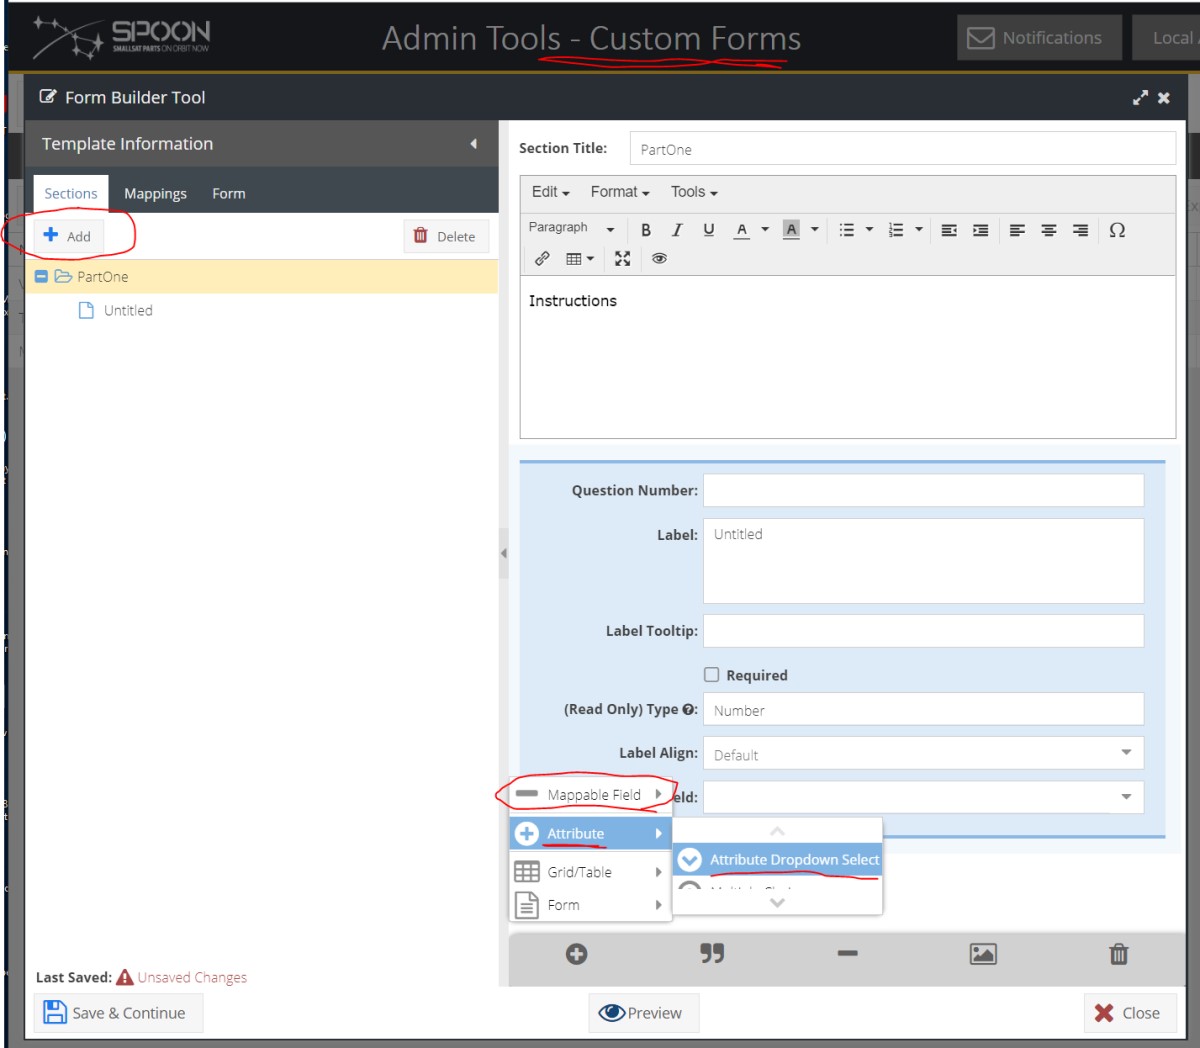 SPOON
SMALLSAT PARTS ON ORBIT NOW
Admin Tools - Custom Forms
Notifications
Local
Form Builder Tool
Template Information
Sections
Mappings
Form
Add
Delete
PartOne
Untitled
Section Title:
PartOne
Edit
Format
Tools
Paragraph
B
I
U
A
A
Ω
Instructions
Question Number:
Label:
Untitled
Label Tooltip:
Required
(Read Only) Type ?:
Number
Label Align:
Default
Mappable Field
eld:
Attribute
Attribute Dropdown Select
Grid/Table
Form
Last Saved:
Unsaved Changes
Save & Continue
Preview
Close